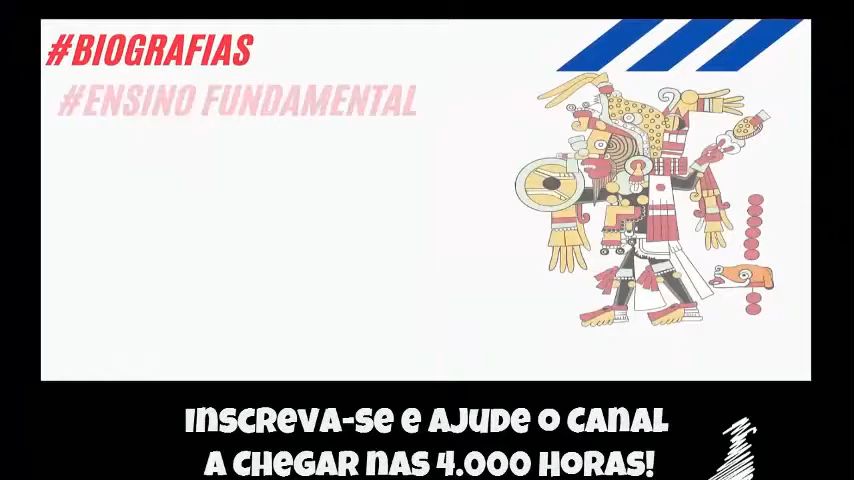 #BIOGRAFIAS
#ENSINO FUNDAMENTAL
INSCREVA-SE E AJUDE O CANAL
A CHEGAR NAS 4.000 HORAS!